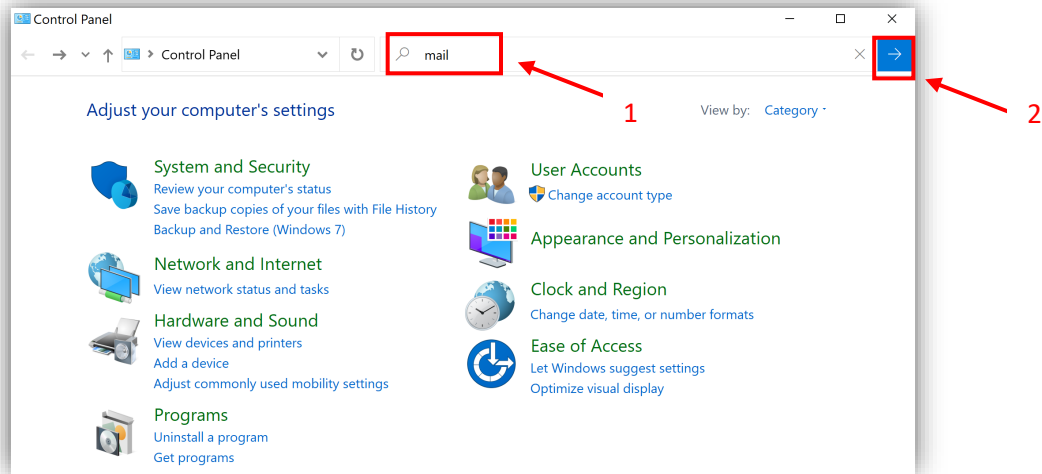 Control Panel
Control Panel
mail
1
2
Adjust your computer's settings
View by: Category
System and Security
Review your computer's status
Save backup copies of your files with File History
Backup and Restore (Windows 7)
Network and Internet
View network status and tasks
Hardware and Sound
View devices and printers
Add a device
Adjust commonly used mobility settings
Programs
Uninstall a program
Get programs
User Accounts
Change account type
Appearance and Personalization
Clock and Region
Change date, time, or number formats
Ease of Access
Let Windows suggest settings
Optimize visual display